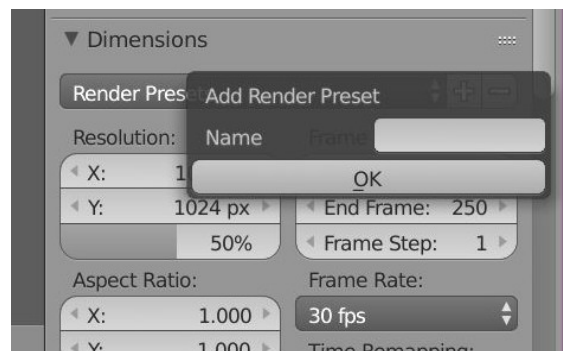 Dimensions
Render Pres
Add Render Preset
Resolution:
Name
Frame
X: 1
OK
Y: 1024 px
End Frame: 250
50%
Frame Step: 1
Aspect Ratio:
Frame Rate:
X: 1.000
30 fps
Y: 1.000
Time Remapping: